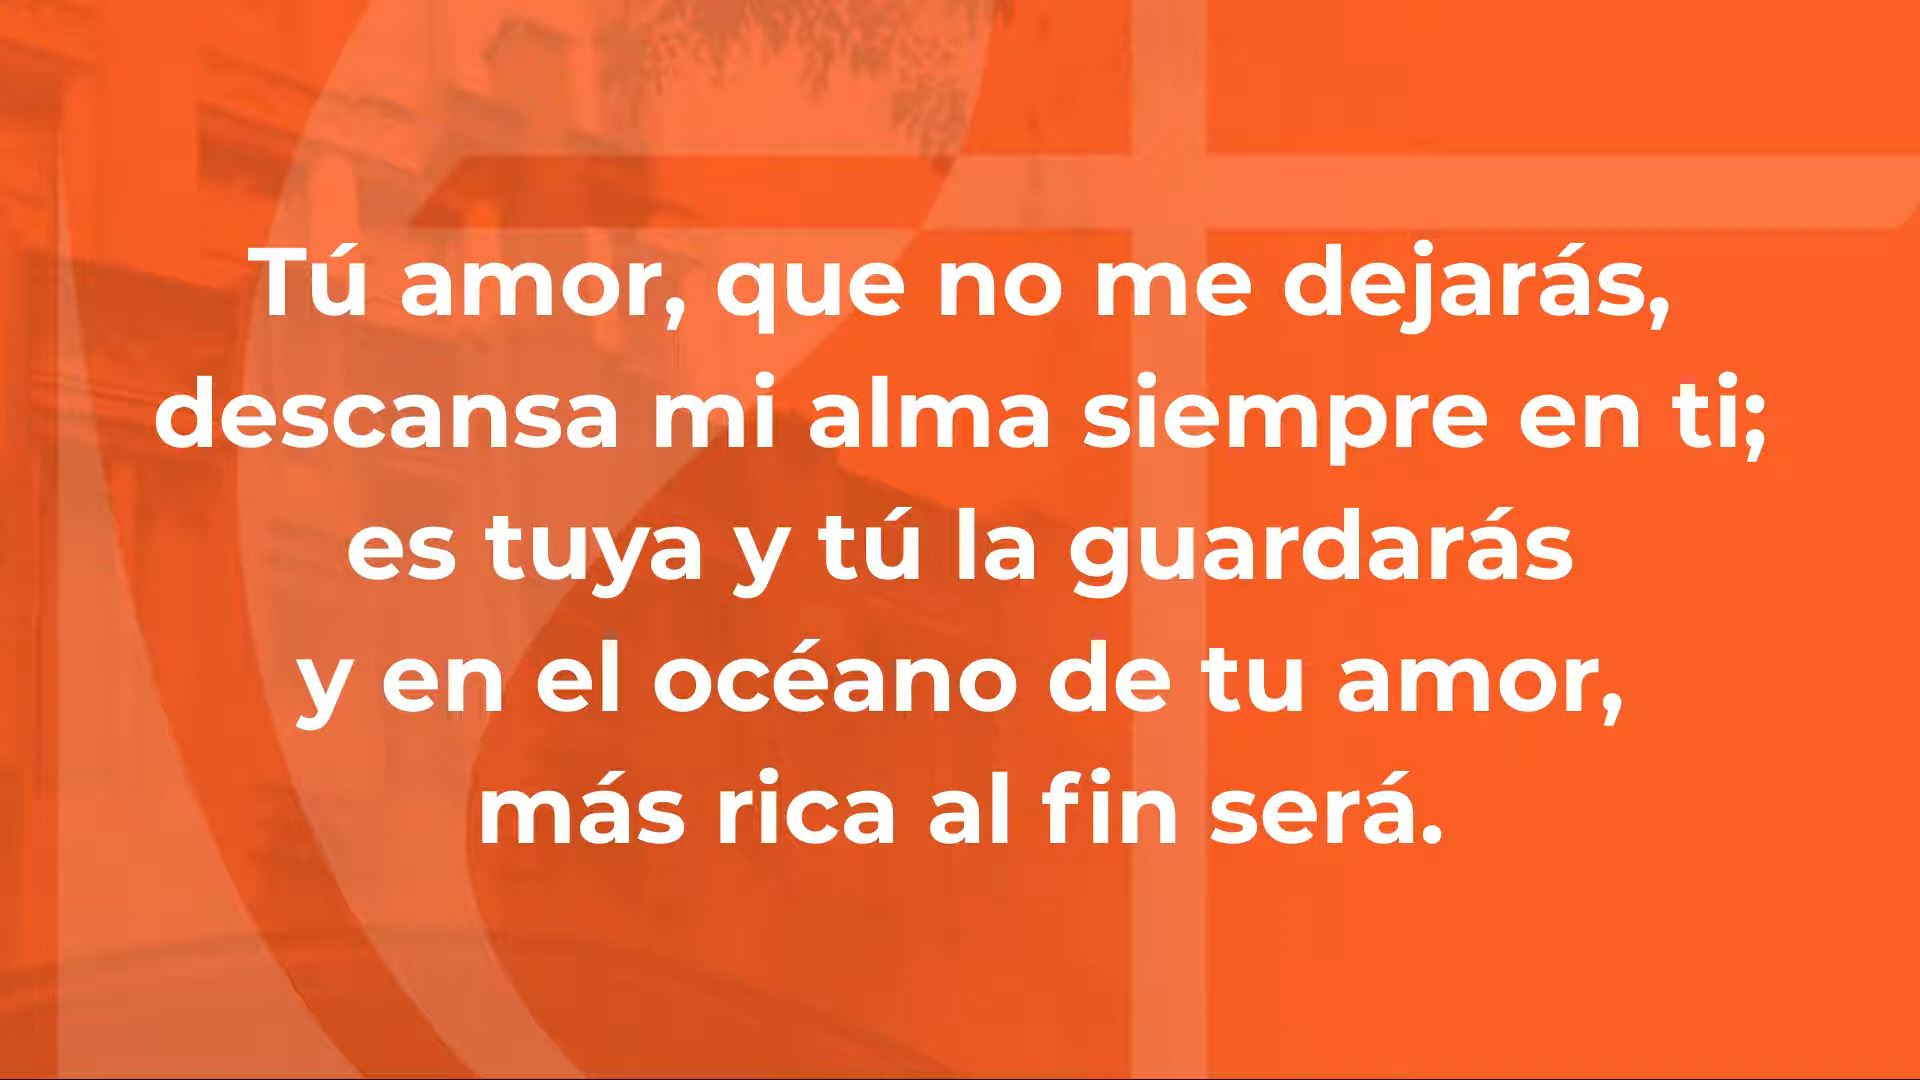 Tú amor, que no me dejarás,
descansa mi alma siempre en ti;
es tuya y tú la guardarás
y en el océano de tu amor,
más rica al fin será.